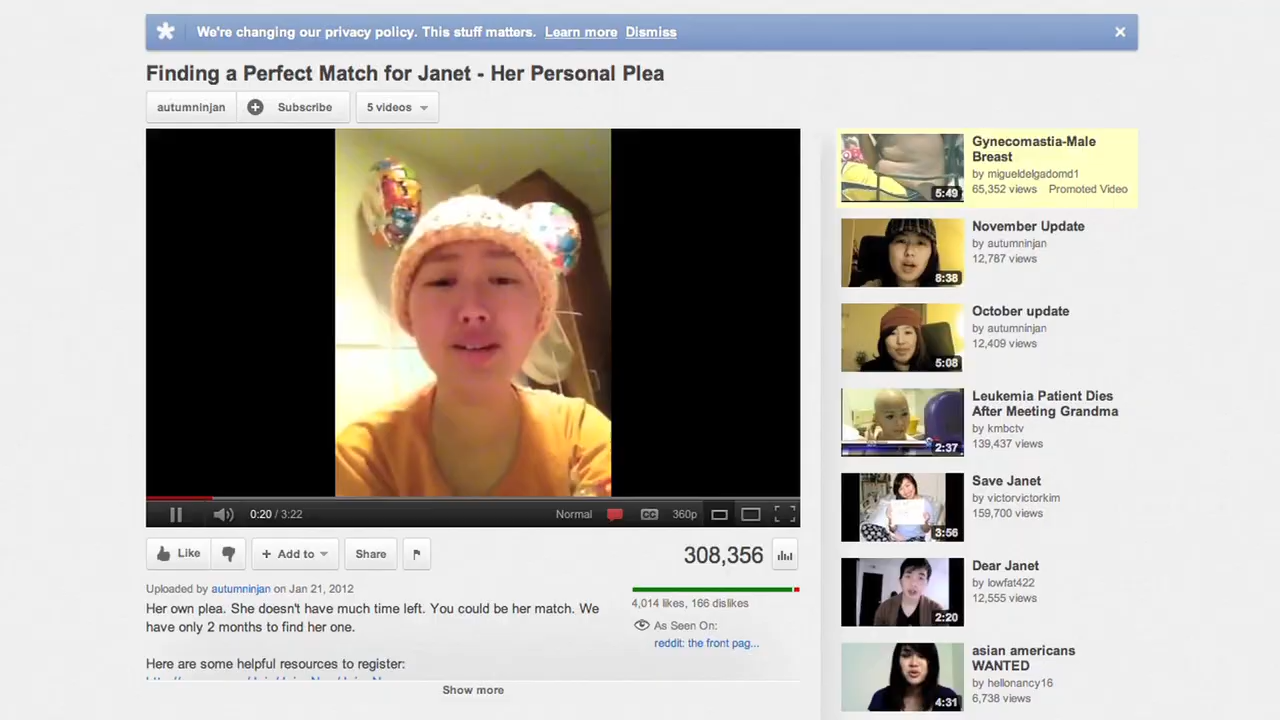 We're changing our privacy policy. This stuff matters. Learn more Dismiss
Finding a Perfect Match for Janet - Her Personal Plea
autumninjan Subscribe 5 videos
0:20 / 3:22 Normal CC 360p
Like Add to Share 308,356
Uploaded by autumninjan on Jan 21, 2012
Her own plea. She doesn't have much time left. You could be her match. We
have only 2 months to find her one.
Here are some helpful resources to register:
Show more
4,014 likes, 166 dislikes
As Seen On:
reddit: the front pag...
Gynecomastia-Male
Breast
by migueldelgadomd1
65,352 views Promoted Video
5:49
November Update
by autumninjan
12,787 views
8:38
October update
by autumninjan
12,409 views
5:08
Leukemia Patient Dies
After Meeting Grandma
by kmbctv
139,437 views
2:37
Save Janet
by victorvictorkim
159,700 views
3:56
Dear Janet
by lowfat422
12,555 views
2:20
asian americans
WANTED
by hellonancy16
6,738 views
4:31